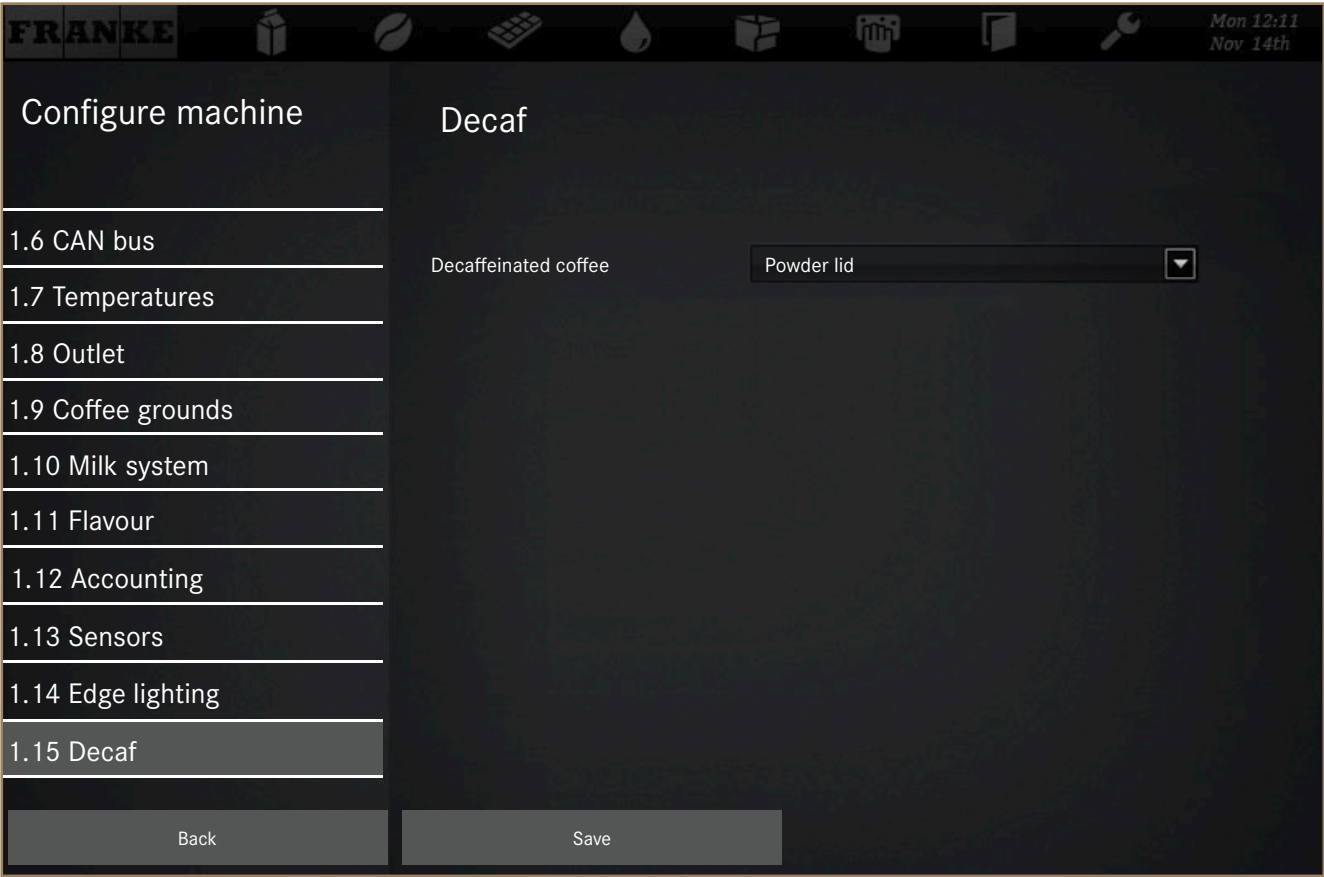 FRANKE
Mon 12:11
Nov 14th
Configure machine
1.6 CAN bus
1.7 Temperatures
1.8 Outlet
1.9 Coffee grounds
1.10 Milk system
1.11 Flavour
1.12 Accounting
1.13 Sensors
1.14 Edge lighting
1.15 Decaf
Decaf
Decaffeinated coffee
Powder lid
Back
Save